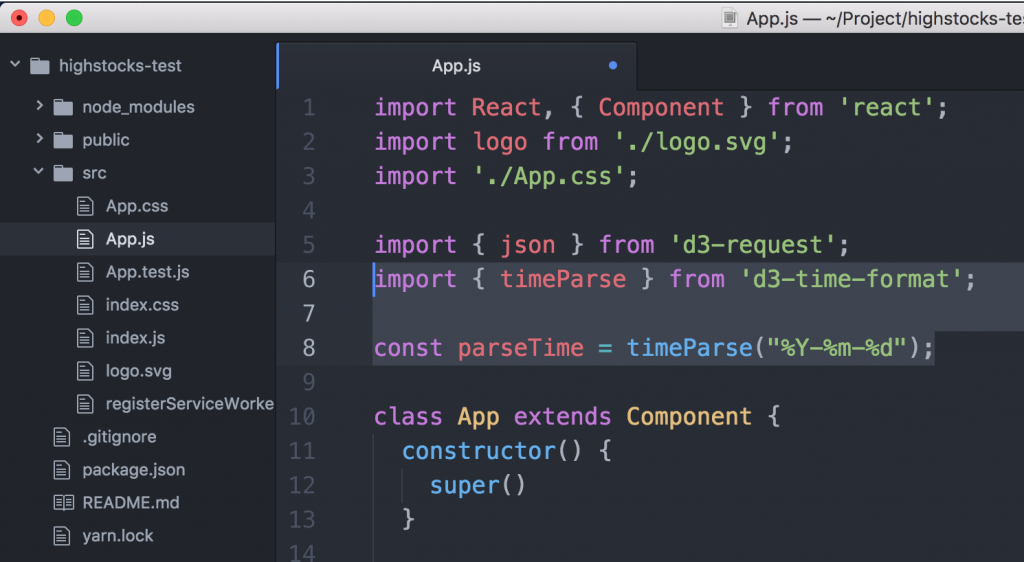 App.js — ~/Project/highstocks-te
highstocks-test
node_modules
public
src
App.css
App.js
App.test.js
index.css
index.js
logo.svg
registerServiceWorke
.gitignore
package.json
README.md
yarn.lock
App.js
1 import React, { Component } from 'react';
2 import logo from './logo.svg';
3 import './App.css';
4
5 import { json } from 'd3-request';
6 import { timeParse } from 'd3-time-format';
7
8 const parseTime = timeParse("%Y-%m-%d");
9
10 class App extends Component {
11 constructor() {
12 super()
13 }
14